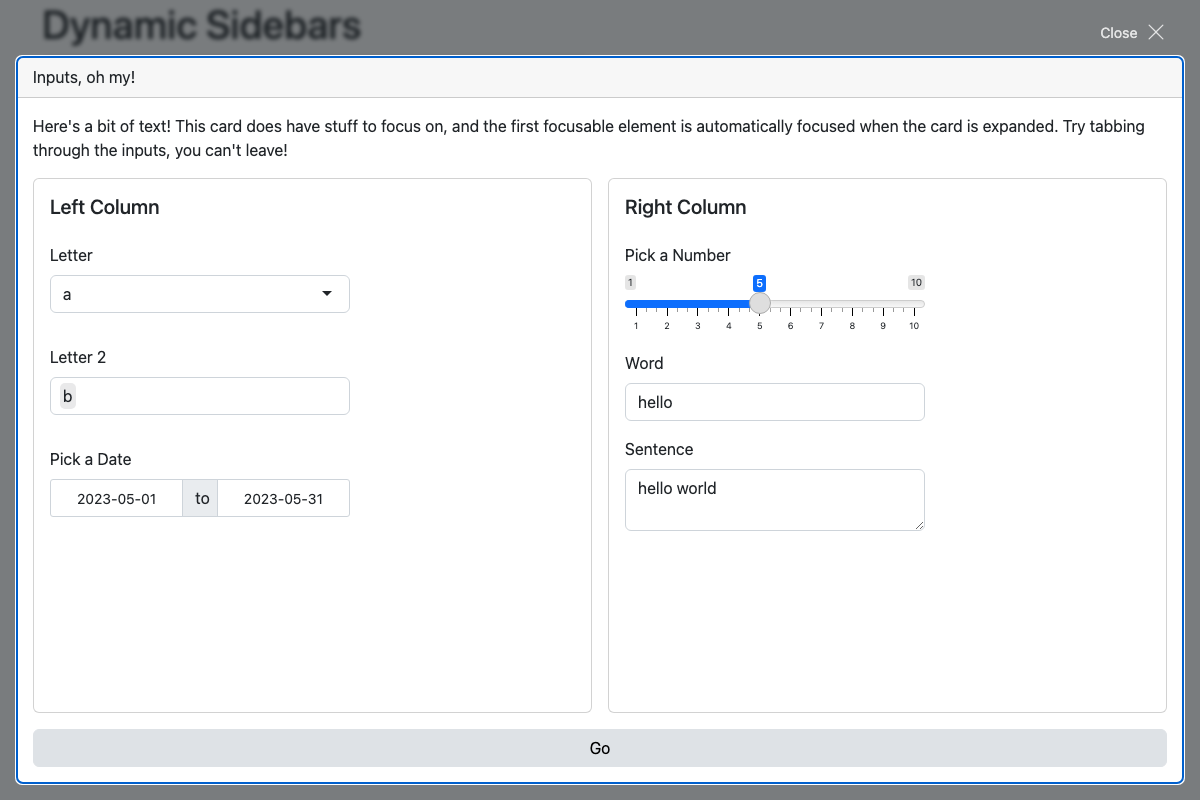 Dynamic Sidebars
Close
Inputs, oh my!
Here's a bit of text! This card does have stuff to focus on, and the first focusable element is automatically focused when the card is expanded. Try tabbing
through the inputs, you can't leave!
Left Column
Letter
a
Letter 2
b
Pick a Date
2023-05-01 to 2023-05-31
Right Column
Pick a Number
1 5 10
1 2 3 4 5 6 7 8 9 10
Word
hello
Sentence
hello world
Go